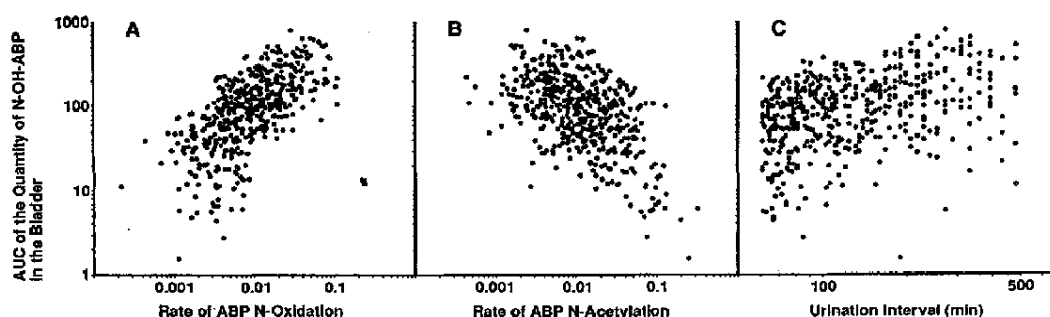 A
B
C
1000
100
10
1
AUC of the Quantity of N-OH-ABP
in the Bladder
0.001
0.01
0.1
0.001
0.01
0.1
100
500
Rate of ABP N-Oxidation
Rate of ABP N-Acetylation
Urination Interval (min)